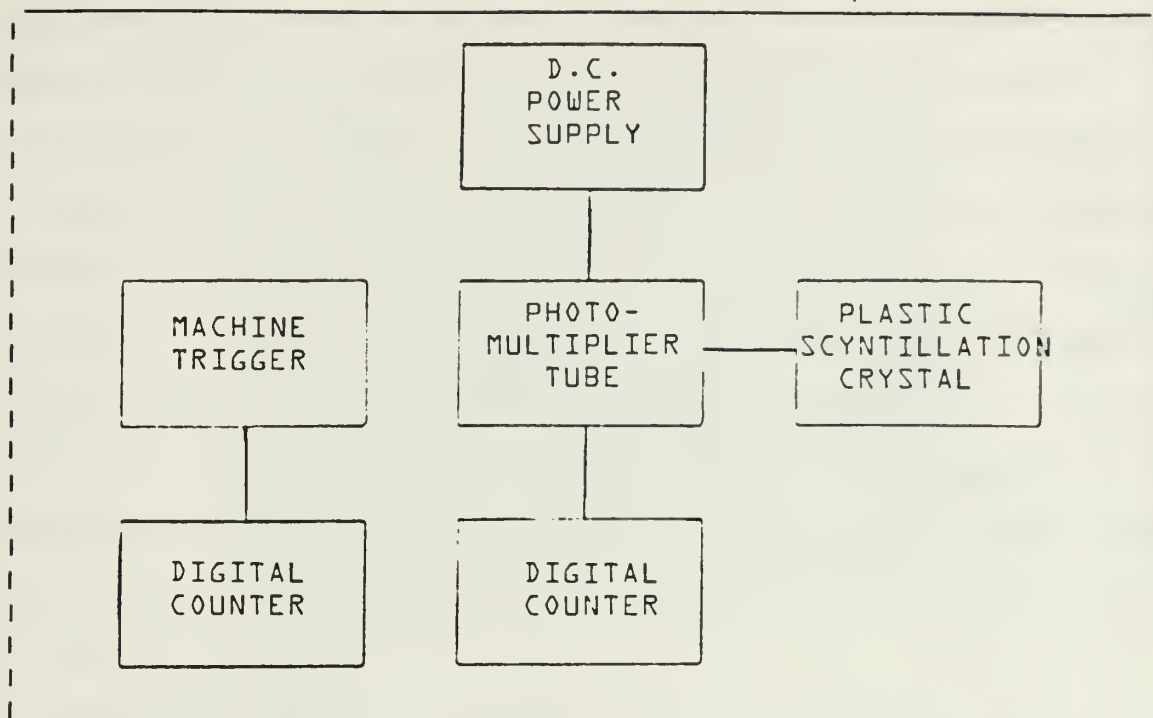 D.C.
POWER
SUPPLY
MACHINE
TRIGGER
PHOTO-
MULTIPLIER
TUBE
PLASTIC
SCYNTILLATION
CRYSTAL
DIGITAL
COUNTER
DIGITAL
COUNTER